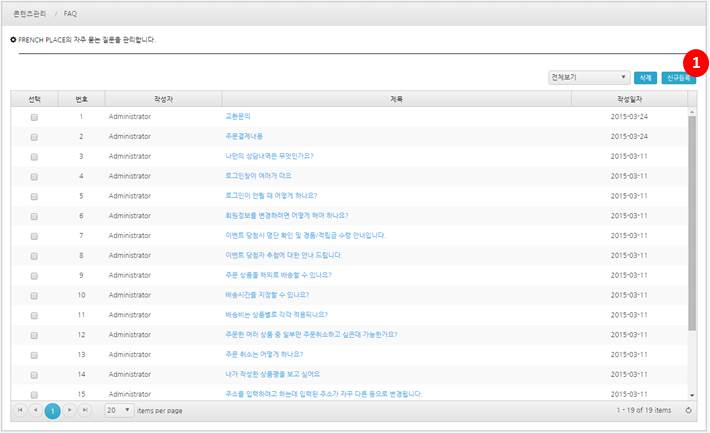 콘텐츠관리 / FAQ
FRENCH PLACE의 자주 묻는 질문을 관리합니다.
1
전체보기 삭제 신규등록
선택 번호 작성자 제목 작성일자
1 Administrator 교환문의 2015-03-24
2 Administrator 주문결제내용 2015-03-24
3 Administrator 나만의 상담내역은 무엇인가요? 2015-03-11
4 Administrator 로그인창이 에러가 떠요 2015-03-11
5 Administrator 로그인이 안될 때 어떻게 하나요? 2015-03-11
6 Administrator 회원정보를 변경하려면 어떻게 해야 하나요? 2015-03-11
7 Administrator 이벤트 당첨시 명단 확인 및 경품/적립금 수령 안내입니다. 2015-03-11
8 Administrator 이벤트 당첨자 추첨에 대한 안내 드립니다. 2015-03-11
9 Administrator 주문 상품을 해외로 배송할 수 있나요? 2015-03-11
10 Administrator 배송시간을 지정할 수 있나요? 2015-03-11
11 Administrator 배송비는 상품별로 각각 적용되나요? 2015-03-11
12 Administrator 주문한 여러 상품 중 일부만 주문취소하고 싶은데 가능한가요? 2015-03-11
13 Administrator 주문 취소는 어떻게 하나요? 2015-03-11
14 Administrator 내가 작성한 상품평을 보고 싶어요 2015-03-11
15 Administrator 주소를 입력하려고 하는데 입력된 주소가 자꾸 다른 동으로 변경됩니다. 2015-03-11
1 20 items per page 1 - 19 of 19 items